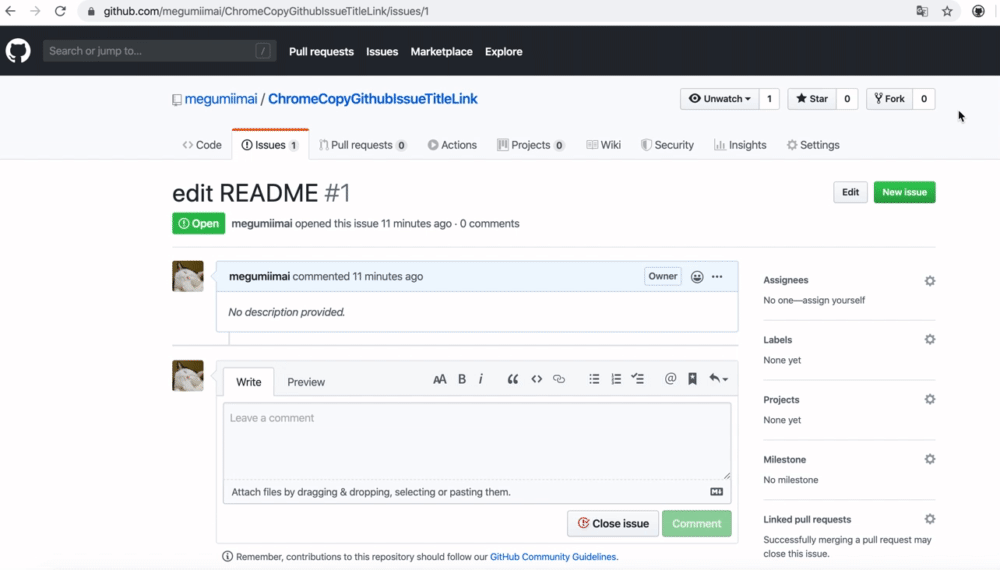 github.com/megumiimai/ChromeCopyGithubIssueTitleLink/issues/1
Search or jump to... /
Pull requests Issues Marketplace Explore
megumiimai / ChromeCopyGithubIssueTitleLink
Unwatch 1 Star 0 Fork 0
Code Issues 1 Pull requests 0 Actions Projects 0 Wiki Security Insights Settings
edit README #1
Edit New issue
Open megumiimai opened this issue 11 minutes ago · 0 comments
megumiimai commented 11 minutes ago Owner
No description provided.
Write Preview
AA B i
Leave a comment
Attach files by dragging & dropping, selecting or pasting them.
Close issue Comment
Remember, contributions to this repository should follow our GitHub Community Guidelines.
Assignees
No one—assign yourself
Labels
None yet
Projects
None yet
Milestone
No milestone
Linked pull requests
Successfully merging a pull request may
close this issue.